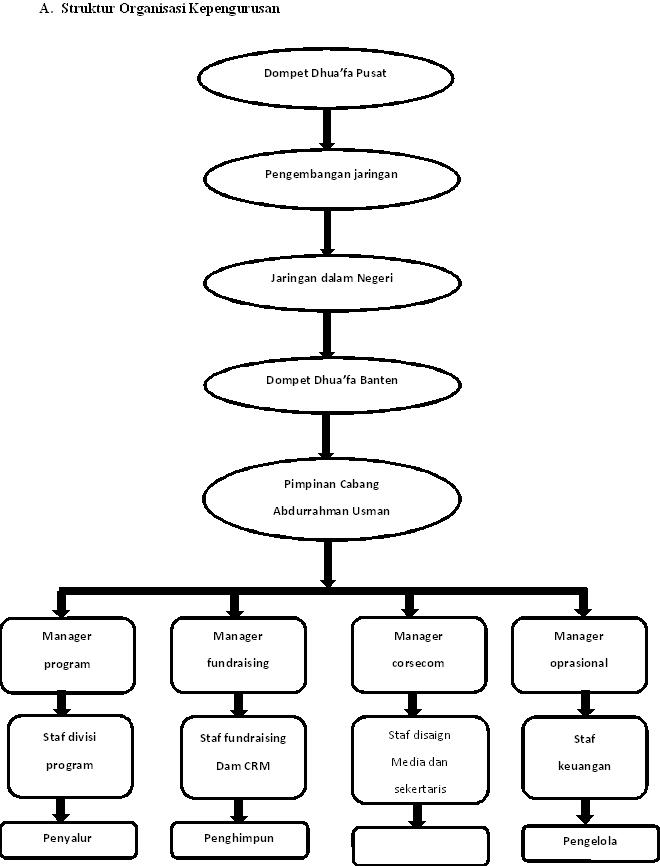 A. Struktur Organisasi Kepengurusan
Dompet Dhua’fa Pusat
Pengembangan jaringan
Jaringan dalam Negeri
Dompet Dhua’fa Banten
Pimpinan Cabang
Abdurrahman Usman
Manager
program
Manager
fundraising
Manager
corsecom
Manager
oprasional
Staf divisi
program
Staf fundraising
Dam CRM
Staf disaign
Media dan
sekertaris
Staf
keuangan
Penyalur
Penghimpun
Pengelola